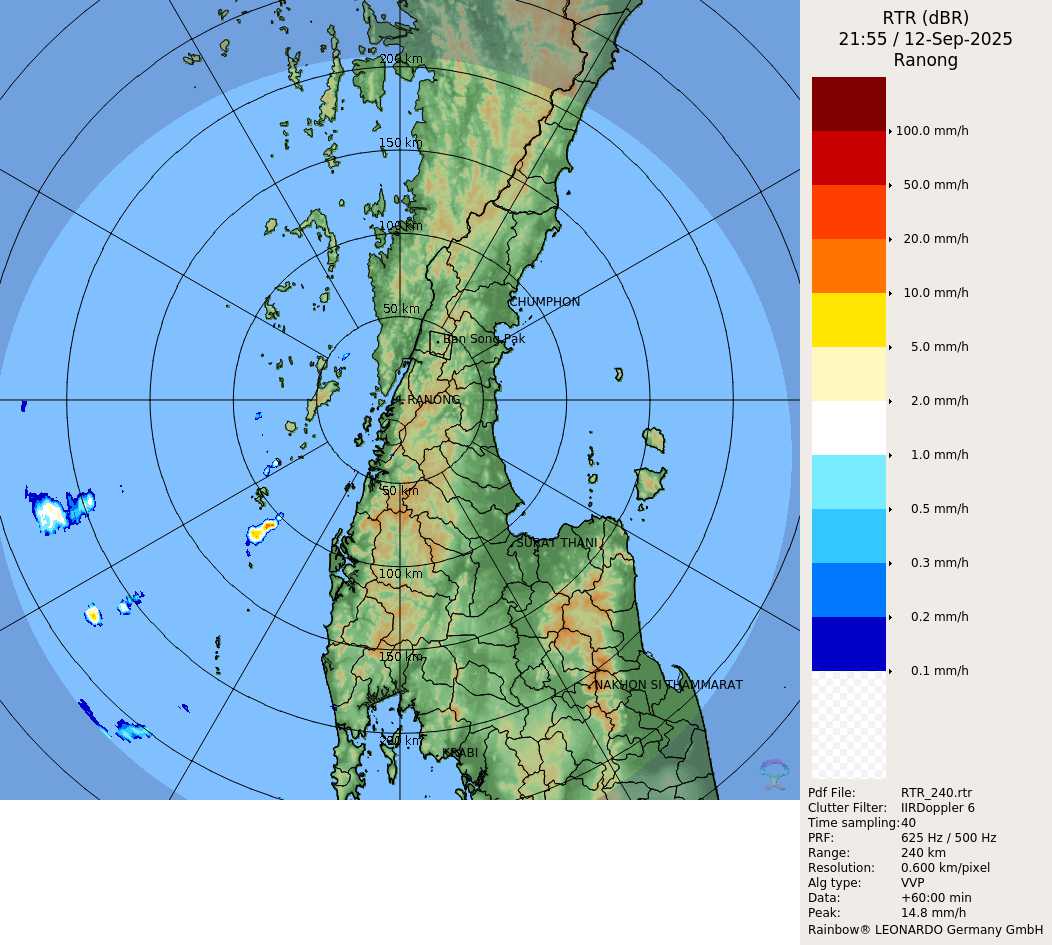 RTR (dBR)
21:55 / 12-Sep-2025
Ranong
100.0 mm/h
50.0 mm/h
20.0 mm/h
10.0 mm/h
5.0 mm/h
2.0 mm/h
1.0 mm/h
0.5 mm/h
0.3 mm/h
0.2 mm/h
0.1 mm/h
Pdf File: RTR_240.rtr
Clutter Filter: IIRDoppler 6
Time sampling: 40
PRF: 625 Hz / 500 Hz
Range: 240 km
Resolution: 0.600 km/pixel
Alg type: VVP
Data: +60:00 min
Peak: 14.8 mm/h
Rainbow® LEONARDO Germany GmbH
200 km
150 km
100 km
CHUMPHON
50 km
Ban Song Pak
RANONG
50 km
SURAT THANI
100 km
150 km
NAKHON SI THAMMARAT
200 km
KRABI